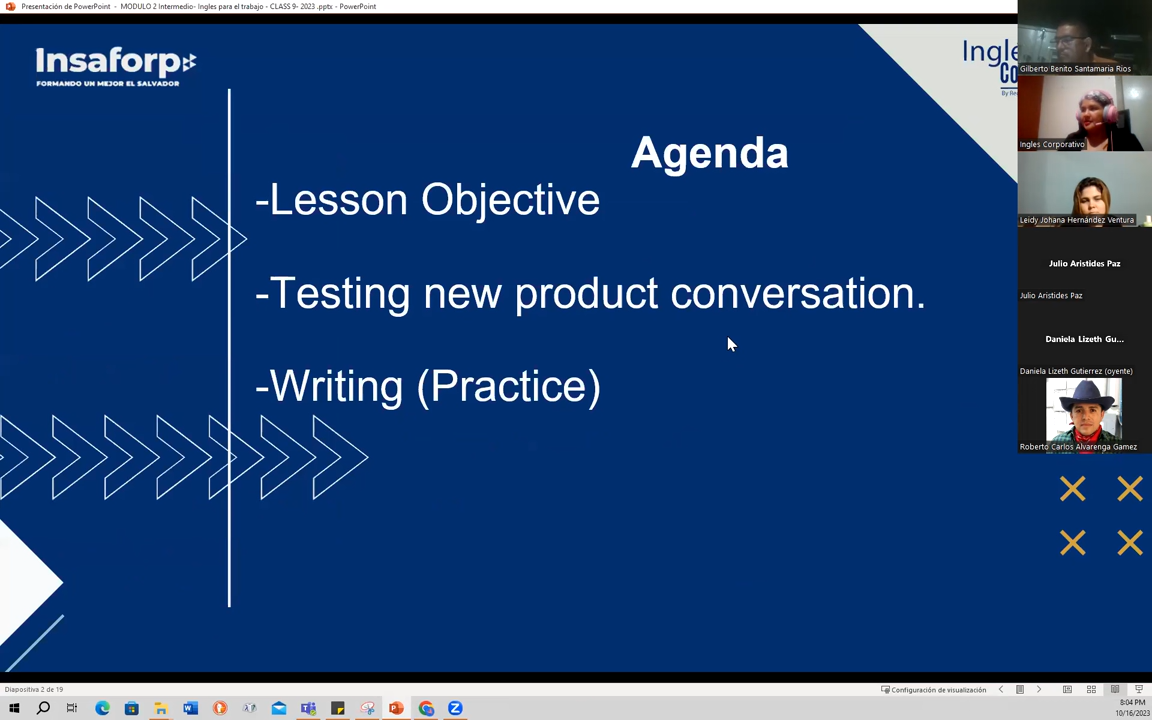 Presentación de PowerPoint - MODULO 2 Intermedio- Ingles para el trabajo - CLASS 9- 2023 .pptx - PowerPoint
Insaforp
FORMANDO UN MEJOR EL SALVADOR
Ingle
Co
By Re
Agenda
-Lesson Objective
-Testing new product conversation.
-Writing (Practice)
Gilberto Benito Santamaria Rios
Ingles Corporativo
Leidy Johana Hernández Ventura
Julio Aristides Paz
Julio Aristides Paz
Daniela Lizeth Gu...
Daniela Lizeth Gutierrez (oyente)
Roberto Carlos Alvarenga Gamez
Diapositiva 2 de 19
Configuración de visualización
8:04 PM
10/16/2023